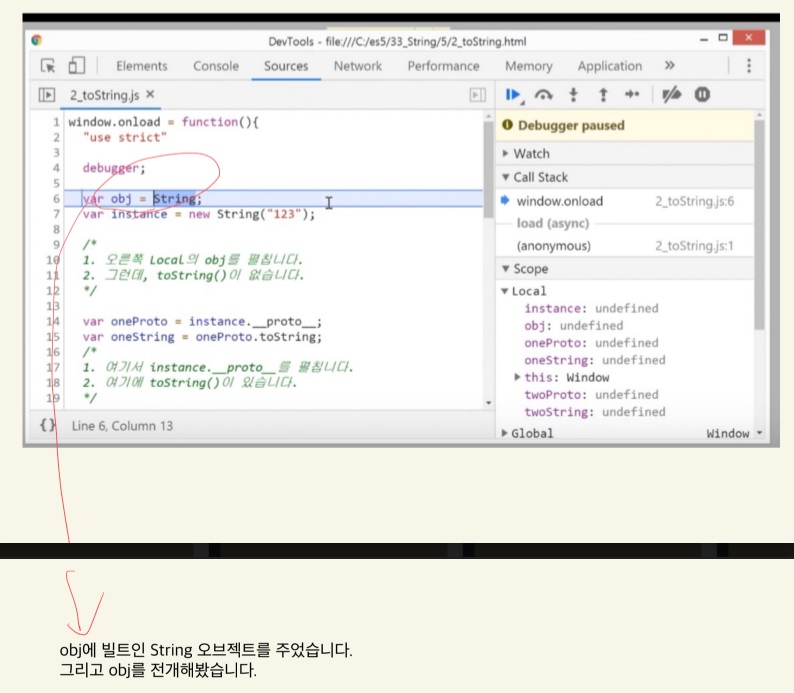 DevTools - file:///C:/es5/33_String/5/2_toString.html
Elements Console Sources Network Performance Memory Application »
2_toString.js ×
1 window.onload = function(){
2 "use strict"
3
4 debugger;
5
6 var obj = String;
7 var instance = new String("123");
8
9 /*
10 1. 오른쪽 Local의 obj를 펼칩니다.
11 2. 그런데, toString()이 없습니다.
12 */
13
14 var oneProto = instance.__proto__;
15 var oneString = oneProto.toString;
16 /*
17 1. 여기서 instance.__proto__를 펼칩니다.
18 2. 여기에 toString()이 있습니다.
19 */
{} Line 6, Column 13
Debugger paused
Watch
Call Stack
window.onload 2_toString.js:6
load (async)
(anonymous) 2_toString.js:1
Scope
Local
instance: undefined
obj: undefined
oneProto: undefined
oneString: undefined
this: Window
twoProto: undefined
twoString: undefined
Global Window
obj에 빌트인 String 오브젝트를 주었습니다.
그리고 obj를 전개해봤습니다.